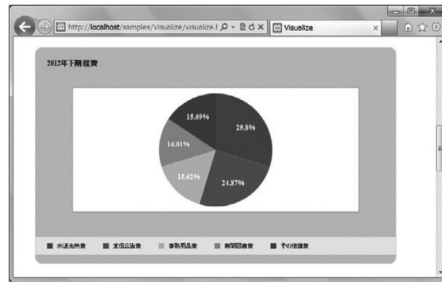 http://localhost/samples/Visualize/visualize.h
Visualize
2012年下期経費
15.69%
29.8%
14.01%
15.62%
24.87%
水道光熱費 宣伝広告費 事務用品費 新聞図書費 その他雑費